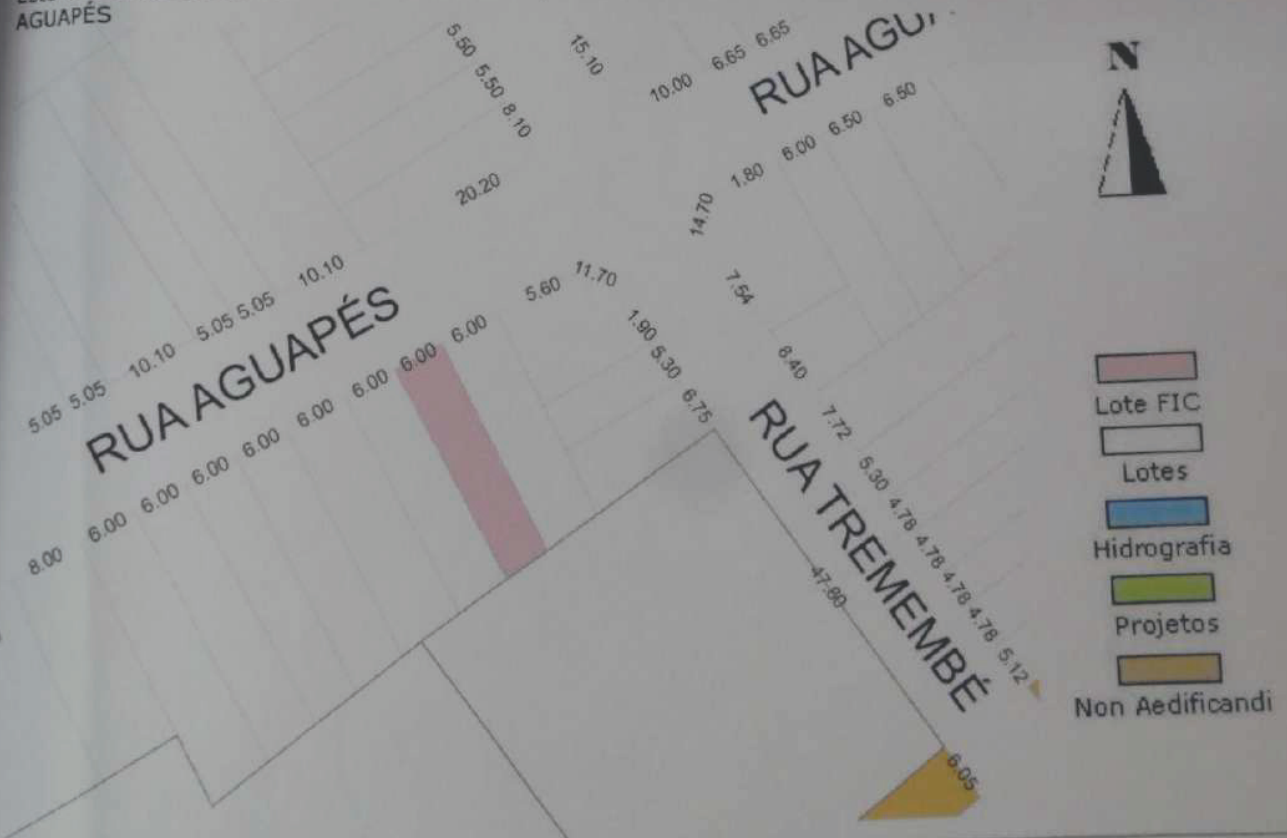 AGUAPÉS
5.50 5.50 8.10
15.10
10.00 6.65 6.65
RUA AGU
N
20.20
14.70
1.80 6.00 6.50 6.50
5.05 5.05 10.10 5.05 5.05 10.10
RUA AGUAPÉS
8.00 6.00 6.00 6.00 6.00 6.00 6.00 6.00 6.00
5.60 11.70
1.90 5.30 6.75
7.54
6.40
7.72
5.30 4.78 4.78 4.78 4.78 5.12
RUA TREMEMBÉ
47.60
6.05
Lote FIC
Lotes
Hidrografia
Projetos
Non Aedificandi